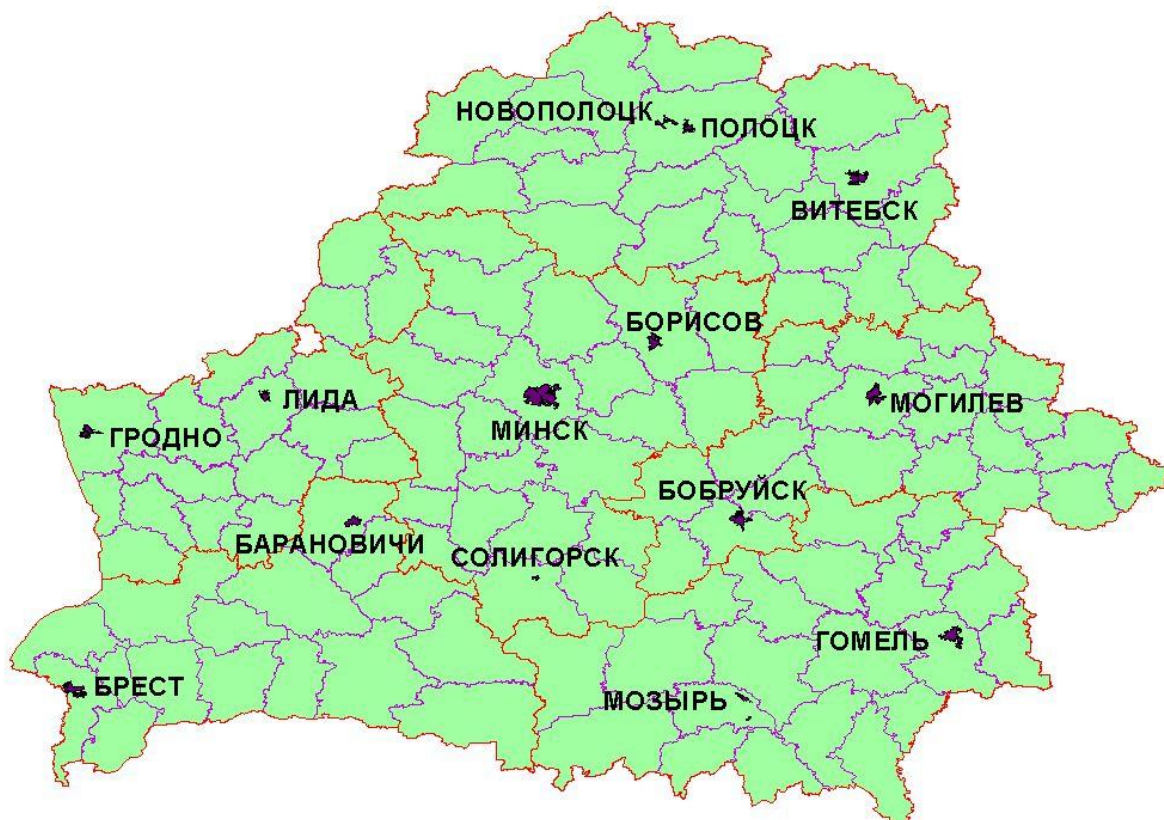 НОВОПОЛОЦК
ПОЛОЦК
ВИТЕБСК
БОРИСОВ
ЛИДА
МИНСК
МОГИЛЕВ
ГРОДНО
БОБРУЙСК
БАРАНОВИЧИ
СОЛИГОРСК
ГОМЕЛЬ
БРЕСТ
МОЗЫРЬ